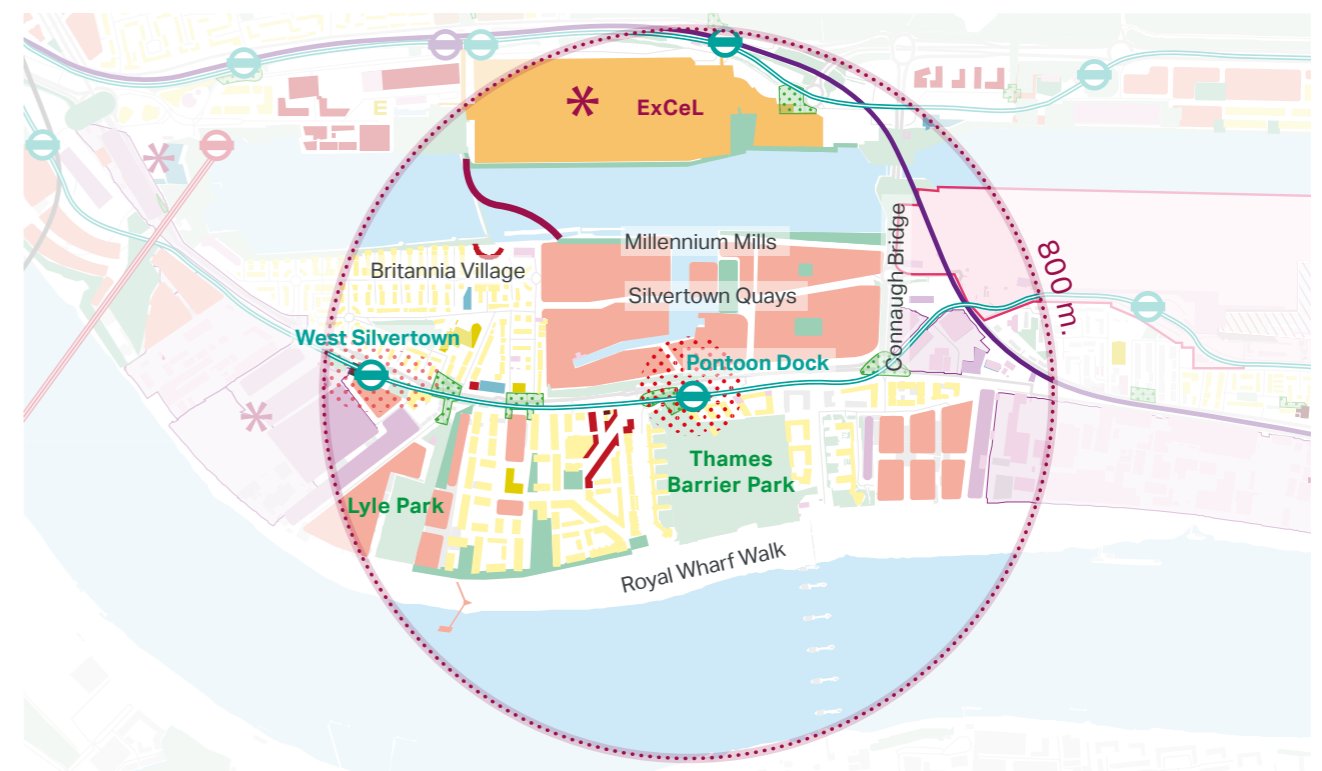 ExCeL
Millennium Mills
Britannia Village
Silvertown Quays
Connaugh Bridge
800 m.
West Silvertown
Pontoon Dock
Thames
Barrier Park
Lyle Park
Royal Wharf Walk